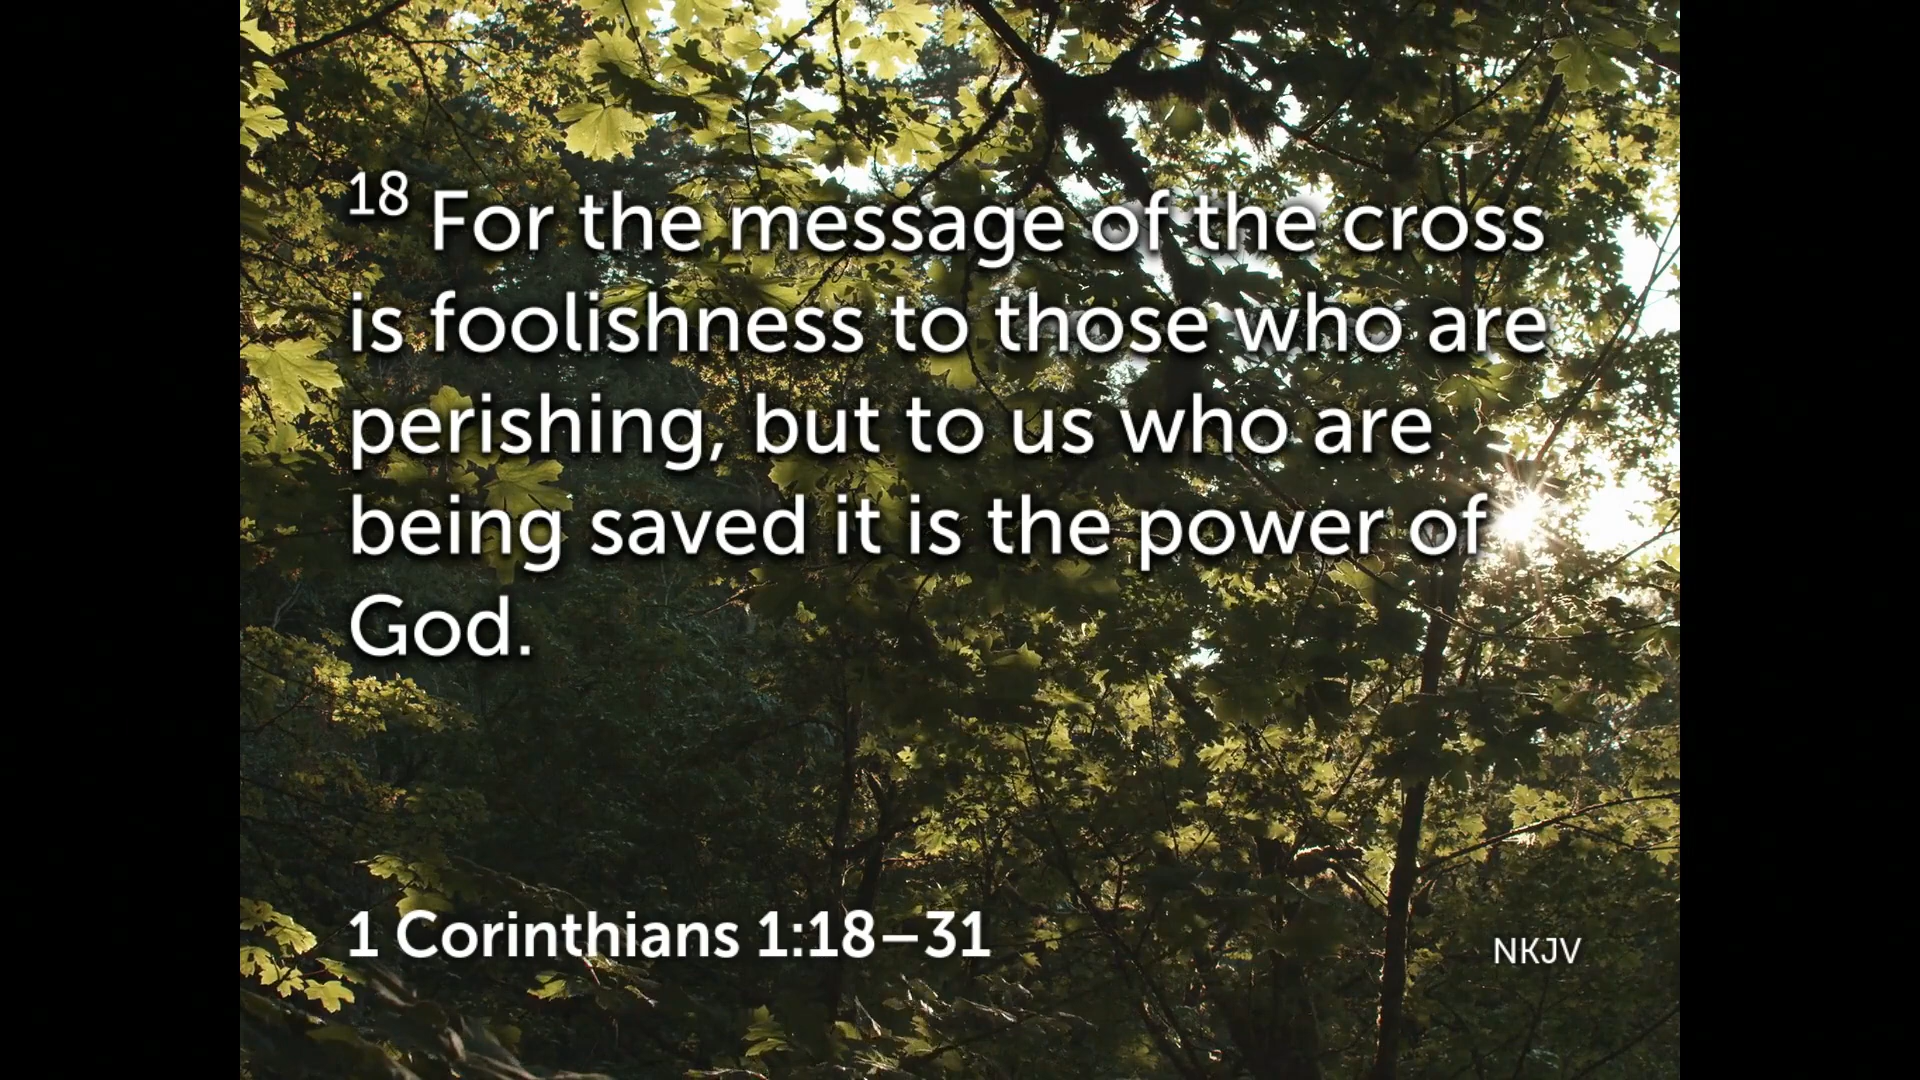 18 For the message of the cross
is foolishness to those who are
perishing, but to us who are
being saved it is the power of
God.
1 Corinthians 1:18–31
NKJV